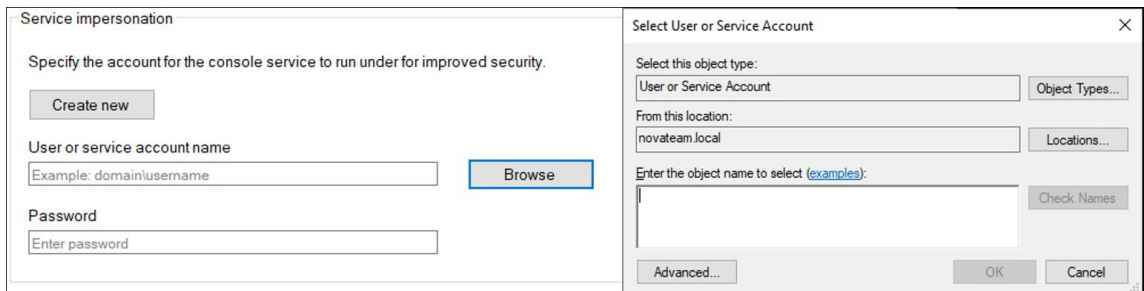 Service impersonation
Specify the account for the console service to run under for improved security.
Create new
User or service account name
Example: domain\username
Browse
Password
Enter password
Select User or Service Account
Select this object type:
User or Service Account
Object Types...
From this location:
novateam.local
Locations...
Enter the object name to select (examples):
Check Names
Advanced...
OK
Cancel